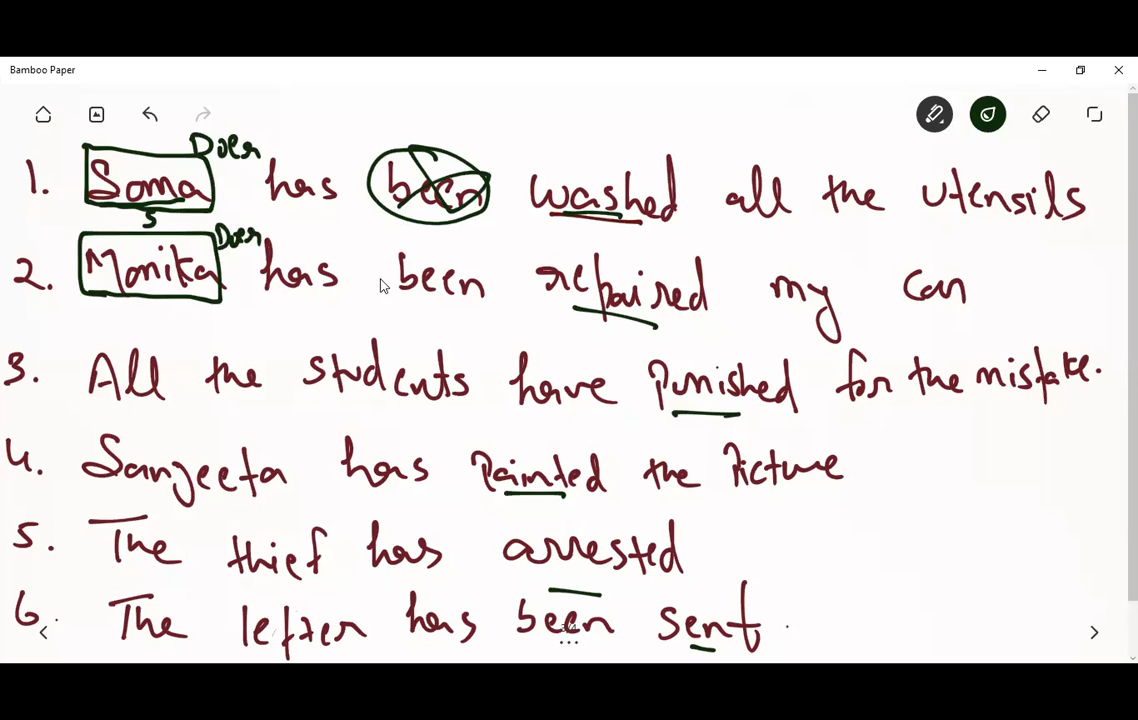 Bamboo Paper
Doer
1. Soma has been washed all the utensils
S
Doer
2. Monika has been repaired my car
3. All the students have punished for the mistake.
4. Sangeeta has painted the Picture
5. The thief has arrested
6. The letter has been sent.